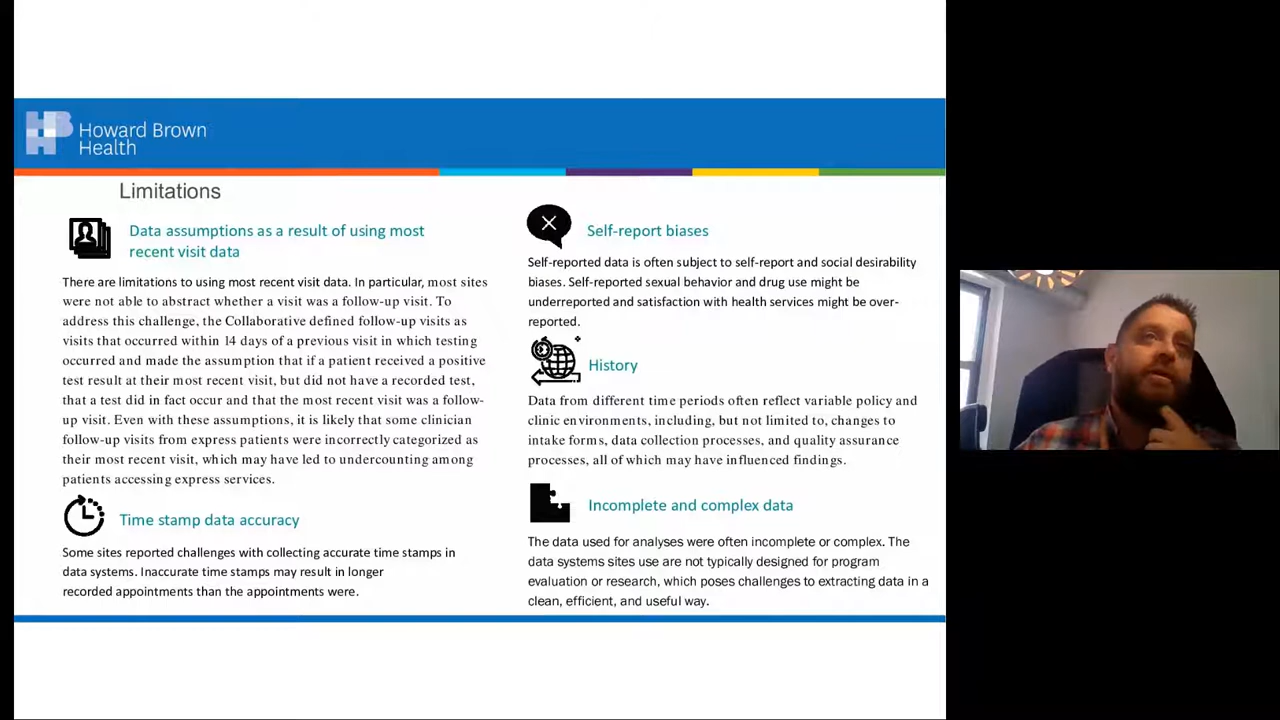 Howard Brown
Health
Limitations
Data assumptions as a result of using most
recent visit data
There are limitations to using most recent visit data. In particular, most sites
were not able to abstract whether a visit was a follow-up visit. To
address this challenge, the Collaborative defined follow-up visits as
visits that occurred within 14 days of a previous visit in which testing
occurred and made the assumption that if a patient received a positive
test result at their most recent visit, but did not have a recorded test,
that a test did in fact occur and that the most recent visit was a follow-
up visit. Even with these assumptions, it is likely that some clinician
follow-up visits from express patients were incorrectly categorized as
their most recent visit, which may have led to undercounting among
patients accessing express services.
Time stamp data accuracy
Some sites reported challenges with collecting accurate time stamps in
data systems. Inaccurate time stamps may result in longer
recorded appointments than the appointments were.
Self-report biases
Self-reported data is often subject to self-report and social desirability
biases. Self-reported sexual behavior and drug use might be
underreported and satisfaction with health services might be over-
reported.
History
Data from different time periods often reflect variable policy and
clinic environments, including, but not limited to, changes to
intake forms, data collection processes, and quality assurance
processes, all of which may have influenced findings.
Incomplete and complex data
The data used for analyses were often incomplete or complex. The
data systems sites use are not typically designed for program
evaluation or research, which poses challenges to extracting data in a
clean, efficient, and useful way.